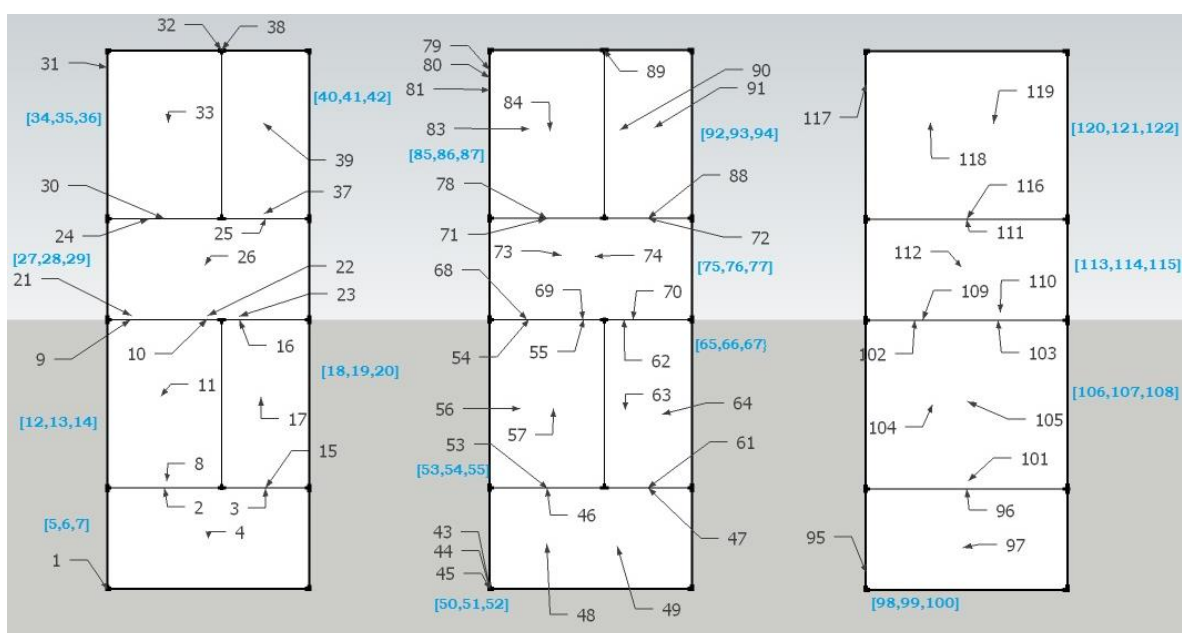 32 38 79 89 90
31 80 91 119
[34,35,36] 33 [40,41,42] 81 84 117 [120,121,122]
83 [92,93,94]
39 [85,86,87] 118
30 37 78 88 116
24 25 71 72 111
[27,28,29] 26 73 74 [75,76,77] 112 [113,114,115]
21 22 68 110
23 69 70 109
9 10 16 54 55 62 [65,66,67} 102 103
11 [18,19,20] 63 [106,107,108]
[12,13,14] 17 56 57 64 104 105
8 15 53 61 101
2 3 [53,54,55] 46 47 96
[5,6,7] 4 43 95 97
1 44
45
[50,51,52] 48 49 [98,99,100]